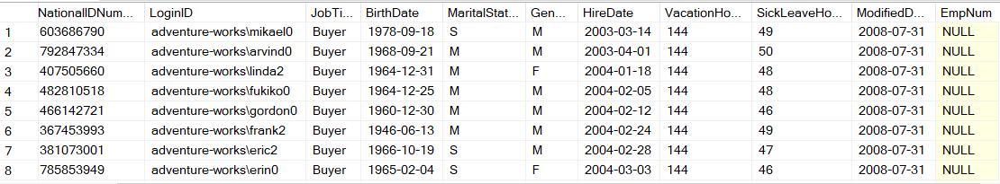 NationalIDNum... LoginID JobTi... BirthDate MaritalStat... Gen... HireDate VacationHo... SickLeaveHo... ModifiedD... EmpNum
1 603686790 adventure-works\mikael0 Buyer 1978-09-18 S M 2003-03-14 144 49 2008-07-31 NULL
2 792847334 adventure-works\arvind0 Buyer 1968-09-21 M M 2003-04-01 144 50 2008-07-31 NULL
3 407505660 adventure-works\linda2 Buyer 1964-12-31 M F 2004-01-18 144 48 2008-07-31 NULL
4 482810518 adventure-works\fukiko0 Buyer 1964-12-25 M M 2004-02-05 144 48 2008-07-31 NULL
5 466142721 adventure-works\gordon0 Buyer 1960-12-30 M M 2004-02-12 144 46 2008-07-31 NULL
6 367453993 adventure-works\frank2 Buyer 1946-06-13 M M 2004-02-24 144 49 2008-07-31 NULL
7 381073001 adventure-works\eric2 Buyer 1966-10-19 S M 2004-02-28 144 47 2008-07-31 NULL
8 785853949 adventure-works\erin0 Buyer 1965-02-04 S F 2004-03-03 144 46 2008-07-31 NULL